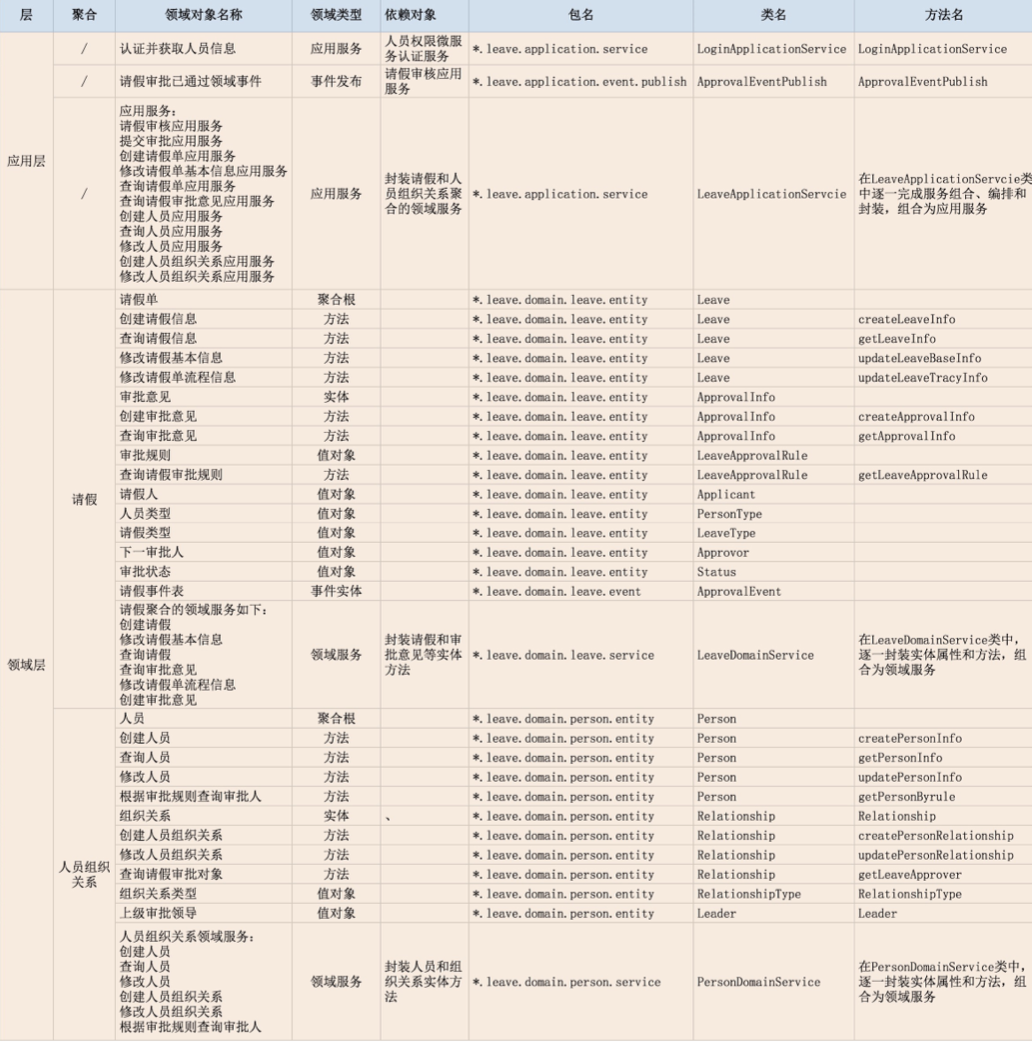 层 聚合 领域对象名称 领域类型 依赖对象 包名 类名 方法名
应用层
/ 认证并获取人员信息 应用服务 人员权限微服
务认证服务 *.leave.application.service LoginApplicationService LoginApplicationService
/ 请假审批已通过领域事件 事件发布 请假审核应用
服务 *.leave.application.event.publish ApprovalEventPublish ApprovalEventPublish
/
应用服务：
请假审核应用服务
提交审批应用服务
创建请假单应用服务
修改请假单基本信息应用服务
查询请假单应用服务
查询请假审批意见应用服务
创建人员应用服务
查询人员应用服务
修改人员应用服务
创建人员组织关系应用服务
修改人员组织关系应用服务
应用服务
封装请假和人
员组织关系聚
合的领域服务
*.leave.application.service LeaveApplicationServcie
在LeaveApplicationServcie类
中逐一完成服务组合、编排和
封装，组合为应用服务
领域层
请假
请假单 聚合根 *.leave.domain.leave.entity Leave
创建请假信息 方法 *.leave.domain.leave.entity Leave createLeaveInfo
查询请假信息 方法 *.leave.domain.leave.entity Leave getLeaveInfo
修改请假基本信息 方法 *.leave.domain.leave.entity Leave updateLeaveBaseInfo
修改请假单流程信息 方法 *.leave.domain.leave.entity Leave updateLeaveTracyInfo
审批意见 实体 *.leave.domain.leave.entity ApprovalInfo
创建审批意见 方法 *.leave.domain.leave.entity ApprovalInfo createApprovalInfo
查询审批意见 方法 *.leave.domain.leave.entity ApprovalInfo getApprovalInfo
审批规则 值对象 *.leave.domain.leave.entity LeaveApprovalRule
查询请假审批规则 方法 *.leave.domain.leave.entity LeaveApprovalRule getLeaveApprovalRule
请假人 值对象 *.leave.domain.leave.entity Applicant
人员类型 值对象 *.leave.domain.leave.entity PersonType
请假类型 值对象 *.leave.domain.leave.entity LeaveType
下一审批人 值对象 *.leave.domain.leave.entity Approvor
审批状态 值对象 *.leave.domain.leave.entity Status
请假事件表 事件实体 *.leave.domain.leave.event ApprovalEvent
请假聚合的领域服务如下：
创建请假
修改请假基本信息
查询请假
查询审批意见
修改请假单流程信息
创建审批意见
领域服务
封装请假和审
批意见等实体
方法
*.leave.domain.leave.service LeaveDomainService
在LeaveDomainService类中，
逐一封装实体属性和方法，组
合为领域服务
人员组织
关系
人员 聚合根 *.leave.domain.person.entity Person
创建人员 方法 *.leave.domain.person.entity Person createPersonInfo
查询人员 方法 *.leave.domain.person.entity Person getPersonInfo
修改人员 方法 *.leave.domain.person.entity Person updatePersonInfo
根据审批规则查询审批人 方法 *.leave.domain.person.entity Person getPersonByrule
组织关系 实体 、 *.leave.domain.person.entity Relationship Relationship
创建人员组织关系 方法 *.leave.domain.person.entity Relationship createPersonRelationship
修改人员组织关系 方法 *.leave.domain.person.entity Relationship updatePersonRelationship
查询请假审批对象 方法 *.leave.domain.person.entity Relationship getLeaveApprover
组织关系类型 值对象 *.leave.domain.person.entity RelationshipType RelationshipType
上级审批领导 值对象 *.leave.domain.person.entity Leader Leader
人员组织关系领域服务：
创建人员
查询人员
修改人员
创建人员组织关系
修改人员组织关系
根据审批规则查询审批人
领域服务
封装人员和组
织关系实体方
法
*.leave.domain.person.service PersonDomainService
在PersonDomainService类中，
逐一封装实体属性和方法，组
合为领域服务